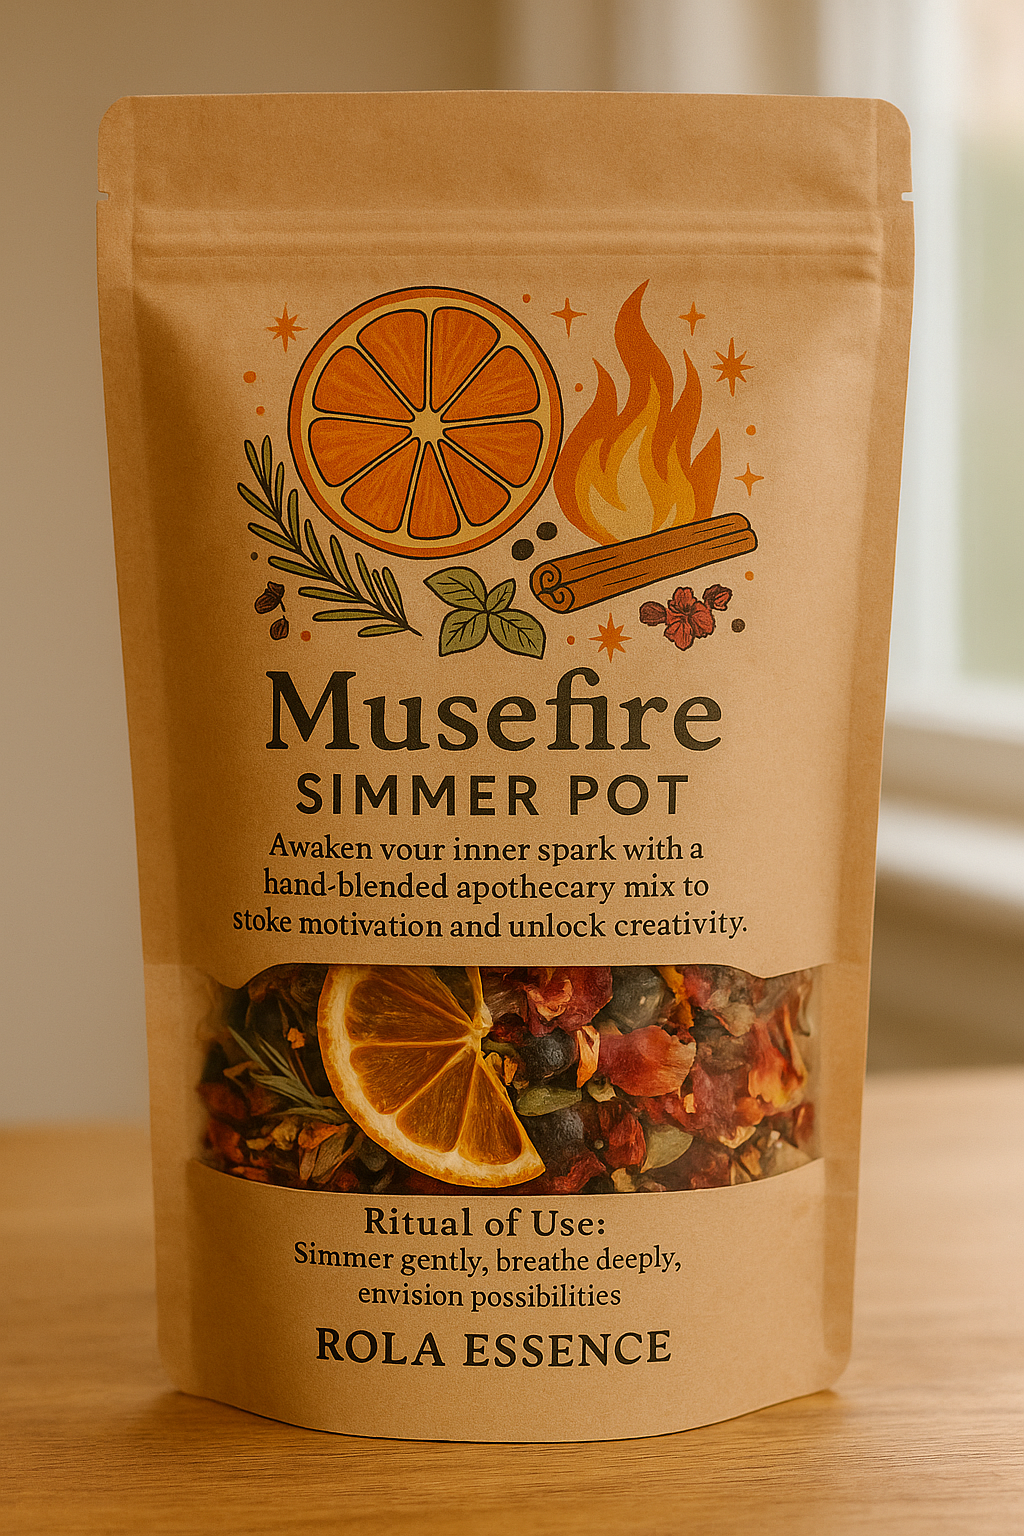 Musefire
SIMMER POT
Awaken vour inner spark with a
hand-blended apothecary mix to
stoke motivation and unlock creativity.
Ritual of Use:
Simmer gently, breathe deeply,
envision possibilities
ROLA ESSENCE